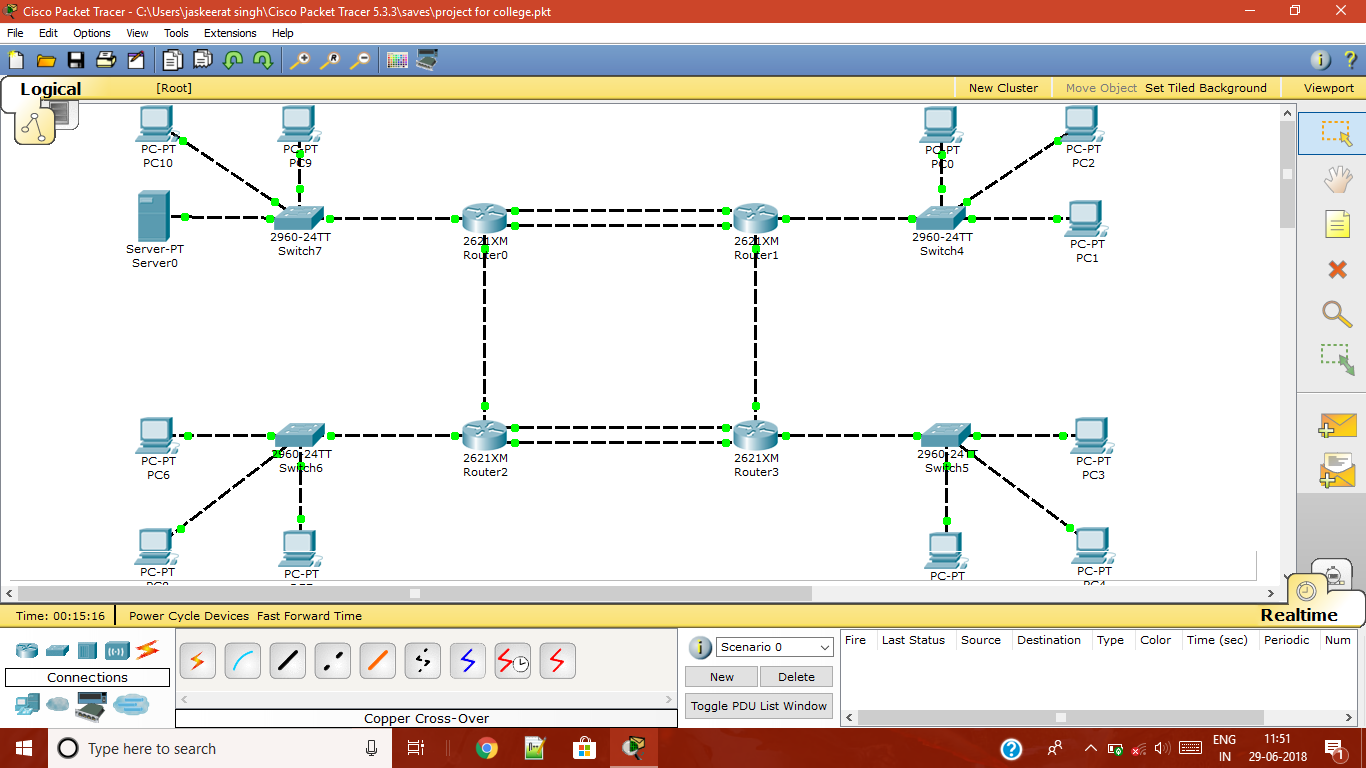 Cisco Packet Tracer - C:\Users\jaskeerat singh\Cisco Packet Tracer 5.3.3\saves\project for college.pkt
File Edit Options View Tools Extensions Help
Logical [Root] New Cluster Move Object Set Tiled Background Viewport
PC-PT
PC10
PC-PT
PC9
PC-PT
PC0
PC-PT
PC2
Server-PT
Server0
2960-24TT
Switch7
2621XM
Router0
2621XM
Router1
2960-24TT
Switch4
PC-PT
PC1
PC-PT
PC6
2960-24TT
Switch6
2621XM
Router2
2621XM
Router3
2960-24TT
Switch5
PC-PT
PC3
PC-PT
PC-PT
PC-PT
PC-PT
PC4
Time: 00:15:16 Power Cycle Devices Fast Forward Time Realtime
Connections
Copper Cross-Over
Scenario 0
New Delete
Toggle PDU List Window
Fire Last Status Source Destination Type Color Time (sec) Periodic Num
Type here to search
ENG
IN
11:51
29-06-2018
1